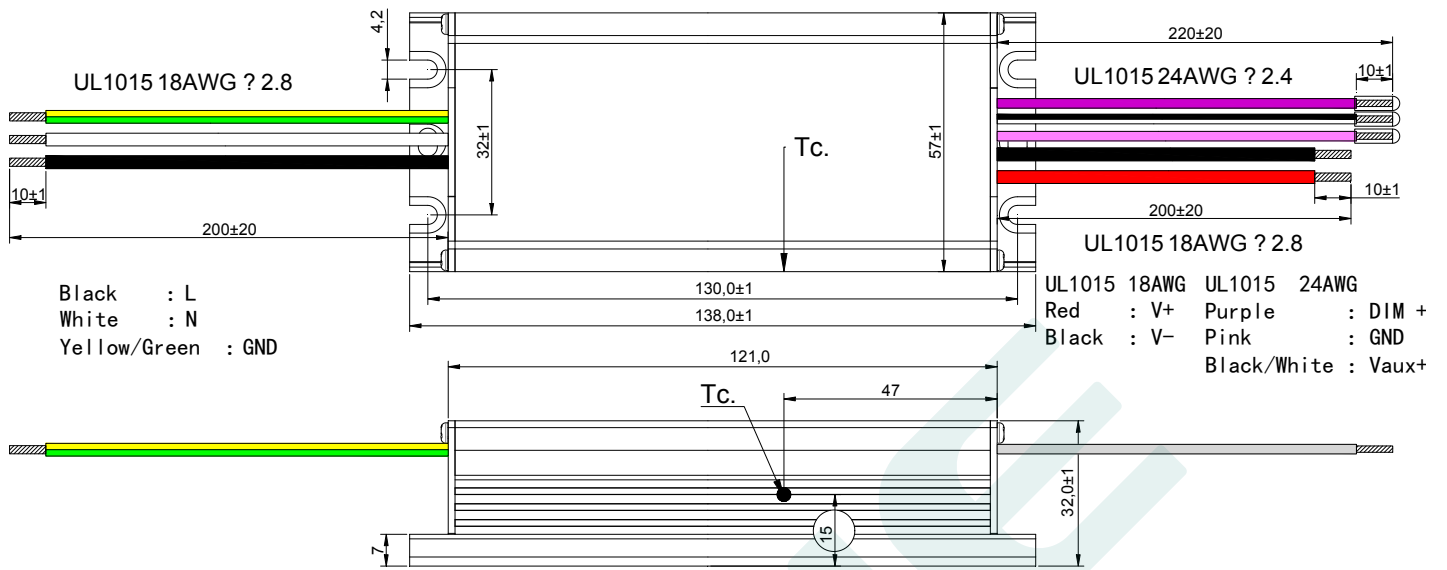 4,2
220±20
UL1015 18AWG ? 2.8
UL1015 24AWG ? 2.4
10±1
32±1
57±1
Tc.
10±1
10±1
200±20
200±20
UL1015 18AWG ? 2.8
Black : L
White : N
Yellow/Green : GND
130,0±1
138,0±1
UL1015 18AWG UL1015 24AWG
Red : V+ Purple : DIM +
Black : V- Pink : GND
Black/White : Vaux+
121,0
47
Tc.
32,0±1
15
7